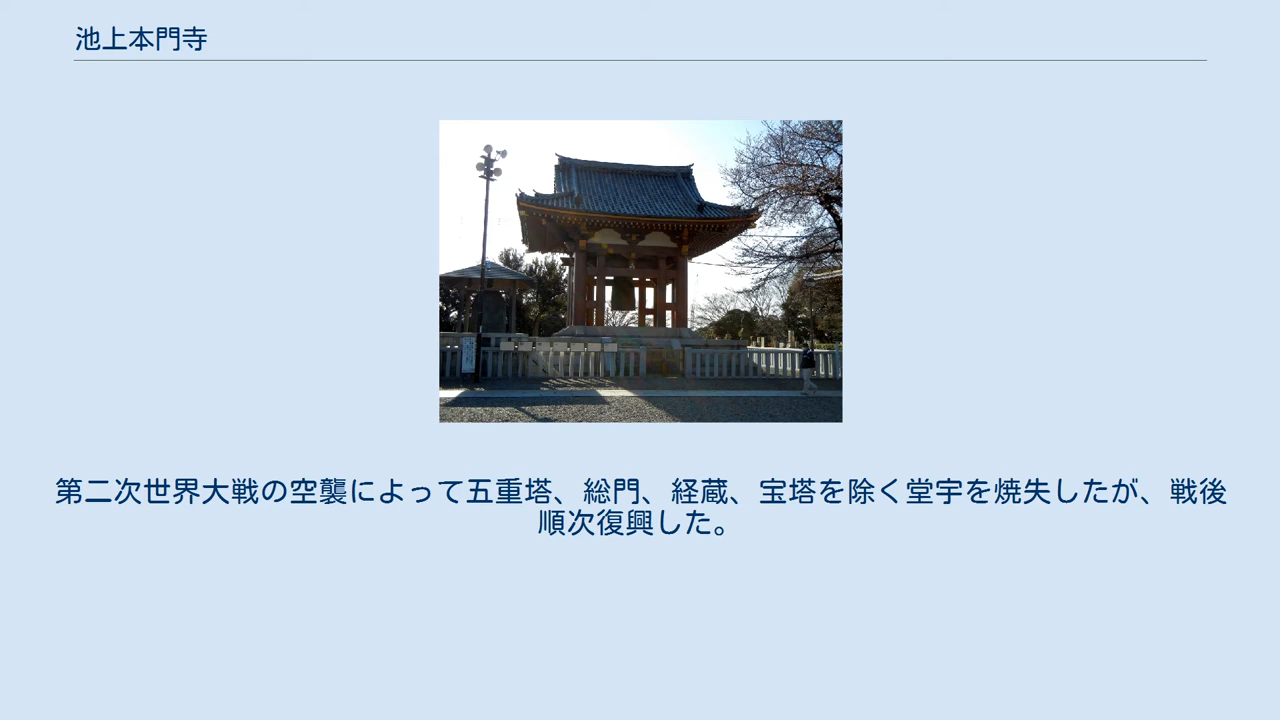 池上本門寺
第二次世界大戦の空襲によって五重塔、総門、経蔵、宝塔を除く堂宇を焼失したが、戦後
順次復興した。